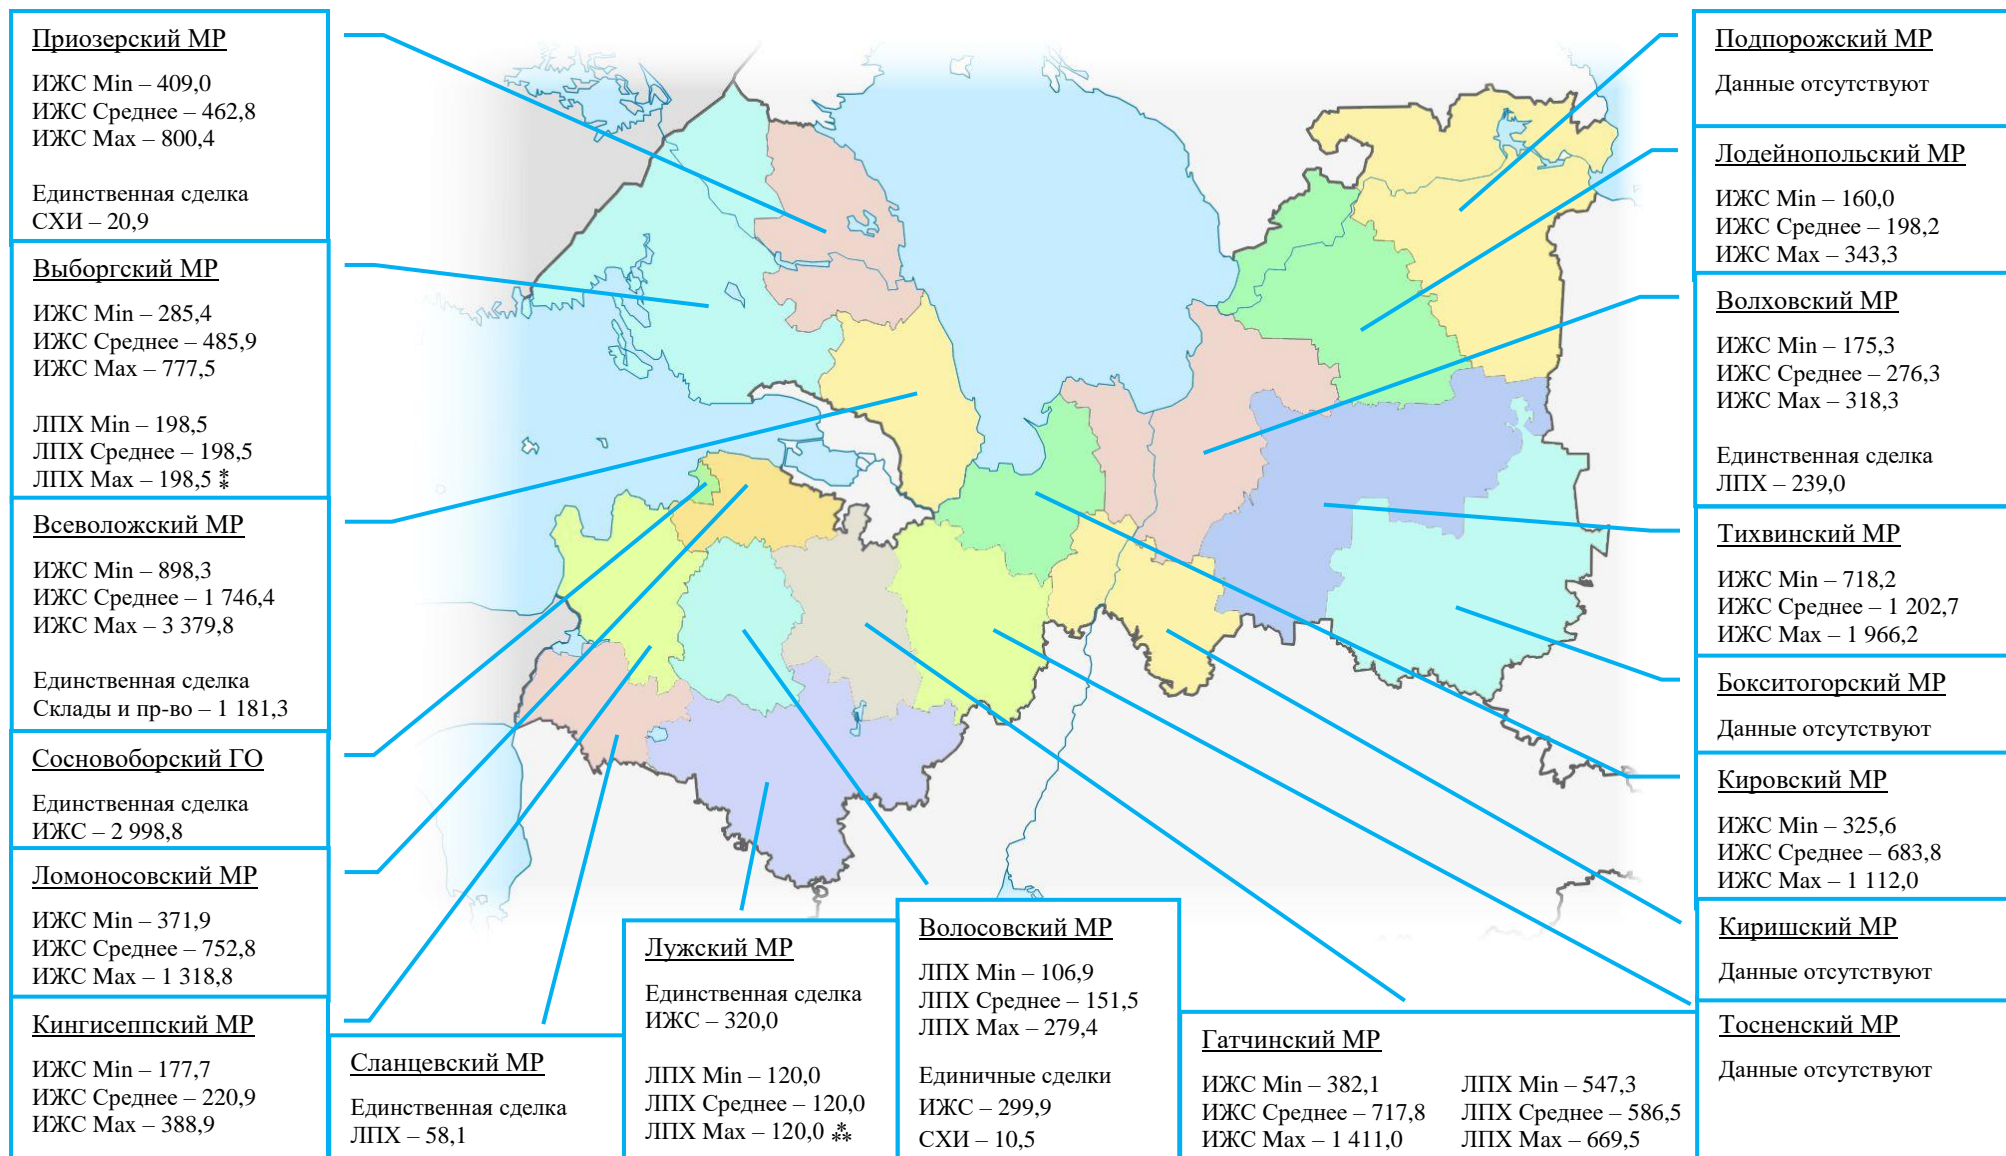 Приозерский МР
ИЖС Min – 409,0
ИЖС Среднее – 462,8
ИЖС Max – 800,4
Единственная сделка
СХИ – 20,9
Выборгский МР
ИЖС Min – 285,4
ИЖС Среднее – 485,9
ИЖС Max – 777,5
ЛПХ Min – 198,5
ЛПХ Среднее – 198,5
ЛПХ Max – 198,5 ⁑
Всеволожский МР
ИЖС Min – 898,3
ИЖС Среднее – 1 746,4
ИЖС Max – 3 379,8
Единственная сделка
Склады и пр-во – 1 181,3
Сосновоборский ГО
Единственная сделка
ИЖС – 2 998,8
Ломоносовский МР
ИЖС Min – 371,9
ИЖС Среднее – 752,8
ИЖС Max – 1 318,8
Кингисеппский МР
ИЖС Min – 177,7
ИЖС Среднее – 220,9
ИЖС Max – 388,9
Сланцевский МР
Единственная сделка
ЛПХ – 58,1
Лужский МР
Единственная сделка
ИЖС – 320,0
ЛПХ Min – 120,0
ЛПХ Среднее – 120,0
ЛПХ Max – 120,0 ⁂
Волосовский МР
ЛПХ Min – 106,9
ЛПХ Среднее – 151,5
ЛПХ Max – 279,4
Единичные сделки
ИЖС – 299,9
СХИ – 10,5
Гатчинский МР
ИЖС Min – 382,1
ИЖС Среднее – 717,8
ИЖС Max – 1 411,0
ЛПХ Min – 547,3
ЛПХ Среднее – 586,5
ЛПХ Max – 669,5
Подпорожский МР
Данные отсутствуют
Лодейнопольский МР
ИЖС Min – 160,0
ИЖС Среднее – 198,2
ИЖС Max – 343,3
Волховский МР
ИЖС Min – 175,3
ИЖС Среднее – 276,3
ИЖС Max – 318,3
Единственная сделка
ЛПХ – 239,0
Тихвинский МР
ИЖС Min – 718,2
ИЖС Среднее – 1 202,7
ИЖС Max – 1 966,2
Бокситогорский МР
Данные отсутствуют
Кировский МР
ИЖС Min – 325,6
ИЖС Среднее – 683,8
ИЖС Max – 1 112,0
Киришский МР
Данные отсутствуют
Тосненский МР
Данные отсутствуют